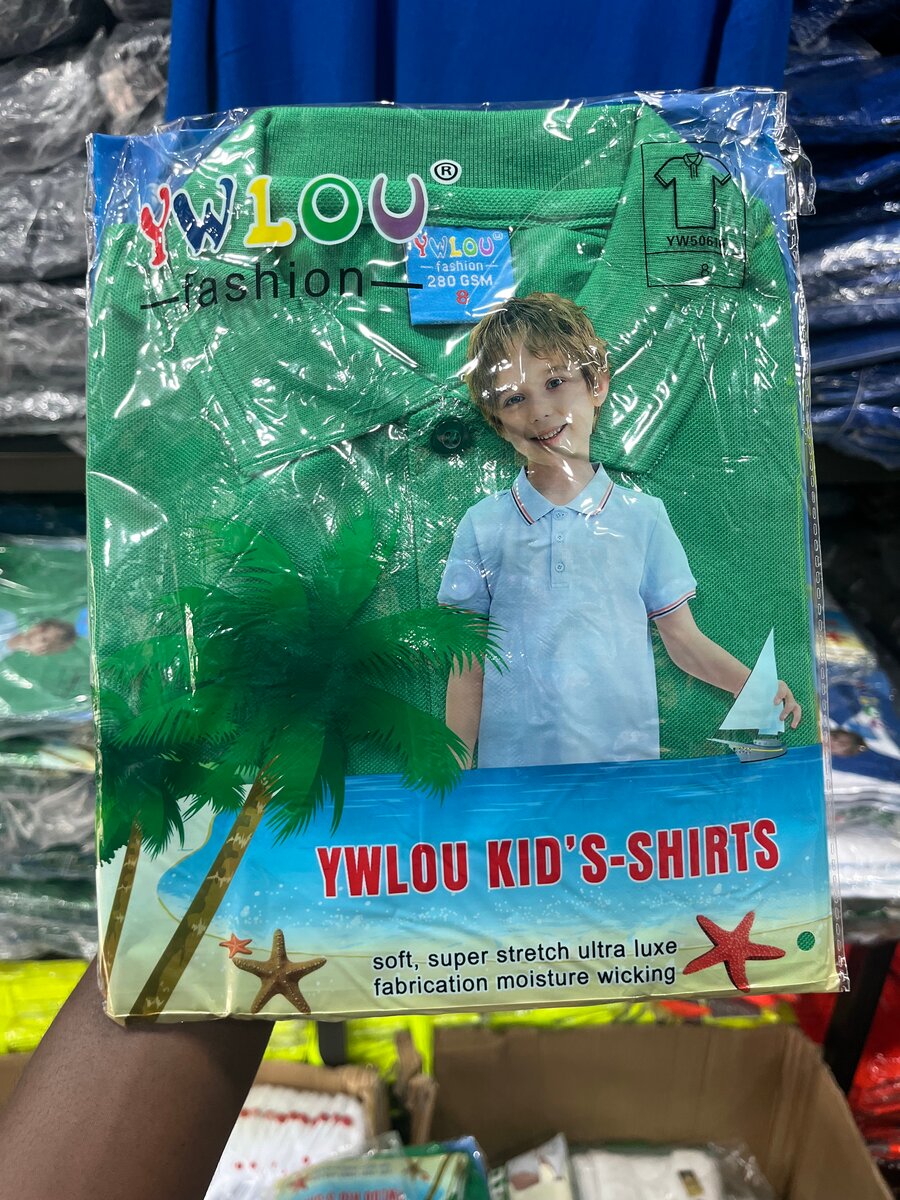 YWLOU®
fashion
YWLOU
fashion
280 GSM
8
8
YWLOU KID'S-SHIRTS
soft, super stretch ultra luxe
fabrication moisture wicking